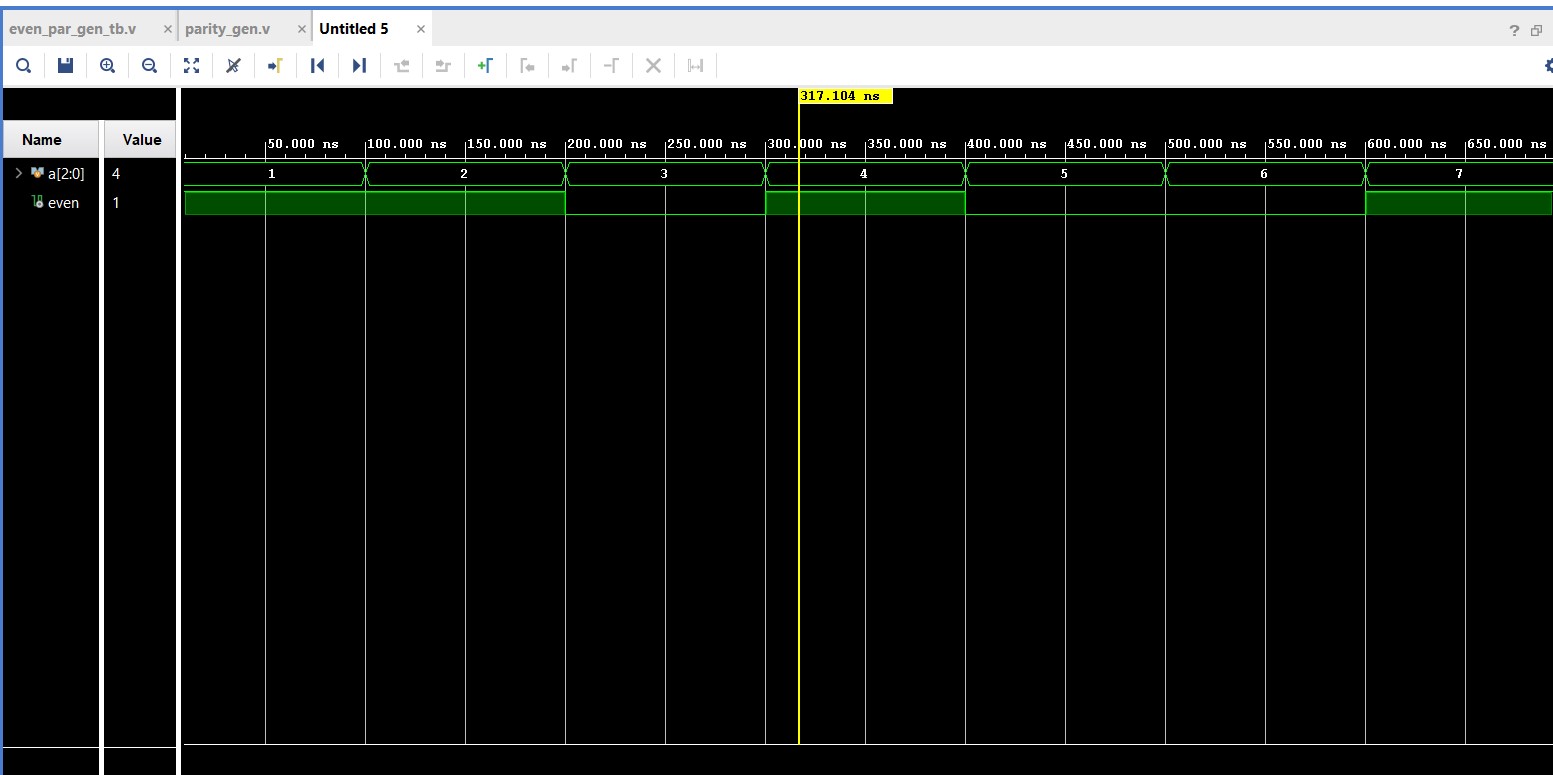 even_par_gen_tb.v × parity_gen.v × Untitled 5 ×
?
317.104 ns
Name Value
50.000 ns 100.000 ns 150.000 ns 200.000 ns 250.000 ns 300.000 ns 350.000 ns 400.000 ns 450.000 ns 500.000 ns 550.000 ns 600.000 ns 650.000 ns
a[2:0] 4 1 2 3 4 5 6 7
even 1